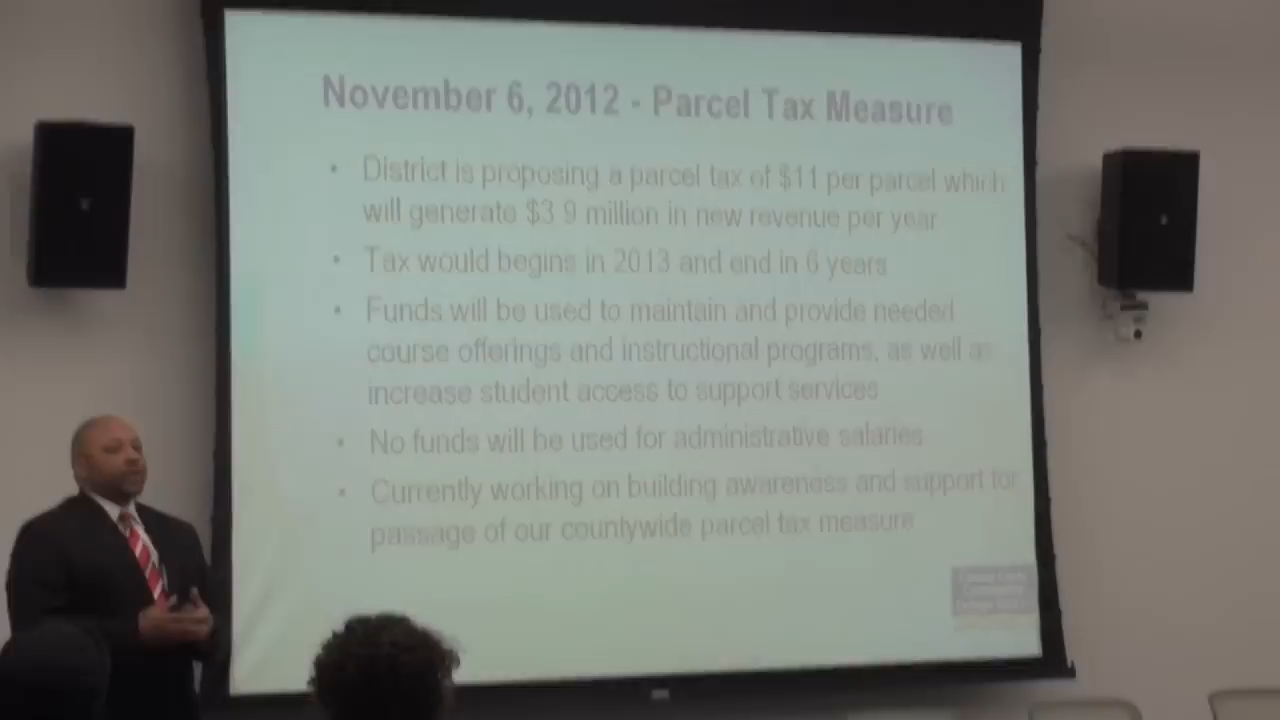 November 6, 2012 - Parcel Tax Measure
• District is proposing a parcel tax of $11 per parcel which
will generate $3.9 million in new revenue per year
• Tax would begins in 2013 and end in 6 years
• Funds will be used to maintain and provide needed
course offerings and instructional programs, as well as
increase student access to support services
• No funds will be used for administrative salaries
• Currently working on building awareness and support for
passage of our countywide parcel tax measure